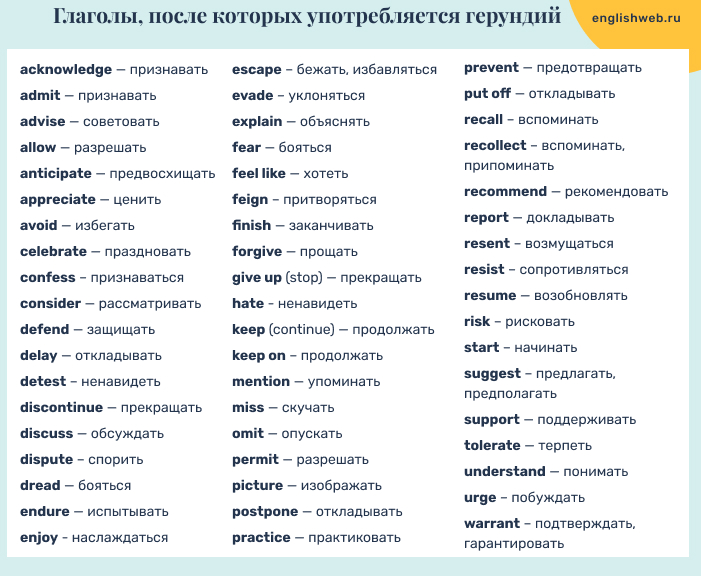 Глаголы, после которых употребляется герундий
englishweb.ru
acknowledge — признавать
admit — признавать
advise — советовать
allow — разрешать
anticipate — предвосхищать
appreciate — ценить
avoid — избегать
celebrate — праздновать
confess – признаваться
consider — рассматривать
defend — защищать
delay — откладывать
detest – ненавидеть
discontinue — прекращать
discuss — обсуждать
dispute – спорить
dread — бояться
endure — испытывать
enjoy - наслаждаться
escape – бежать, избавляться
evade – уклоняться
explain — объяснять
fear — бояться
feel like — хотеть
feign – притворяться
finish — заканчивать
forgive — прощать
give up (stop) — прекращать
hate - ненавидеть
keep (continue) — продолжать
keep on – продолжать
mention — упоминать
miss — скучать
omit — опускать
permit — разрешать
picture — изображать
postpone — откладывать
practice — практиковать
prevent — предотвращать
put off — откладывать
recall – вспоминать
recollect – вспоминать,
припоминать
recommend — рекомендовать
report — докладывать
resent – возмущаться
resist – сопротивляться
resume — возобновлять
risk – рисковать
start – начинать
suggest – предлагать,
предполагать
support — поддерживать
tolerate — терпеть
understand — понимать
urge – побуждать
warrant – подтверждать,
гарантировать